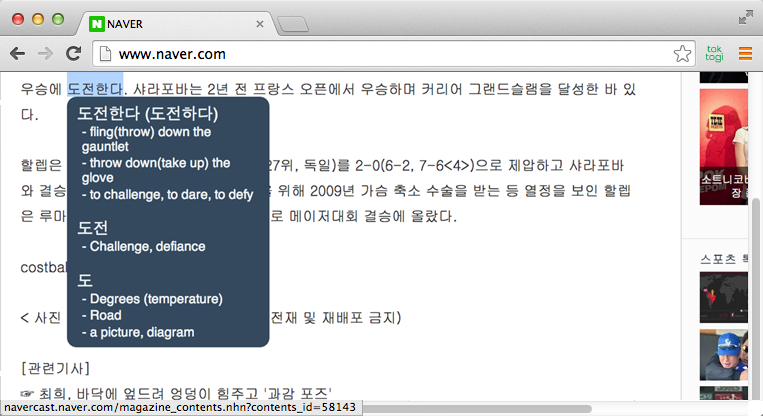 NAVER
www.naver.com
tok
togi
우승에 도전한다. 샤라포바는 2년 전 프랑스 오픈에서 우승하며 커리어 그랜드슬램을 달성한 바 있
다.
도전한다 (도전하다)
- fling(throw) down the
gauntlet
- throw down(take up) the
glove
- to challenge, to dare, to defy
도전
- Challenge, defiance
도
- Degrees (temperature)
- Road
- a picture, diagram
할렙은 27위, 독일)를 2-0(6-2, 7-6<4>)으로 제압하고 샤라포바
와 결승 위해 2009년 가슴 축소 수술을 받는 등 열정을 보인 할렙
은 루마 로 메이저대회 결승에 올랐다.
costbal
< 사진 전재 및 재배포 금지)
[관련기사]
☞ 최희, 바닥에 엎드려 엉덩이 힘주고 '과감 포즈'
소트니코바
장
스포츠
navercast.naver.com/magazine_contents.nhn?contents_id=58143